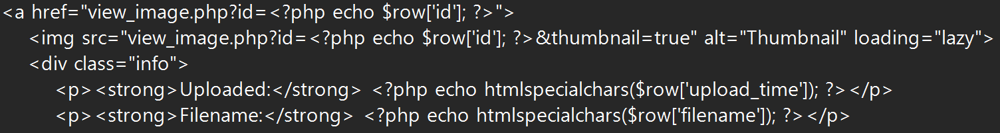 <a href="view_image.php?id=<?php echo $row['id']; ?>">
<img src="view_image.php?id=<?php echo $row['id']; ?>&thumbnail=true" alt="Thumbnail" loading="lazy">
<div class="info">
<p><strong>Uploaded:</strong> <?php echo htmlspecialchars($row['upload_time']); ?></p>
<p><strong>Filename:</strong> <?php echo htmlspecialchars($row['filename']); ?></p>